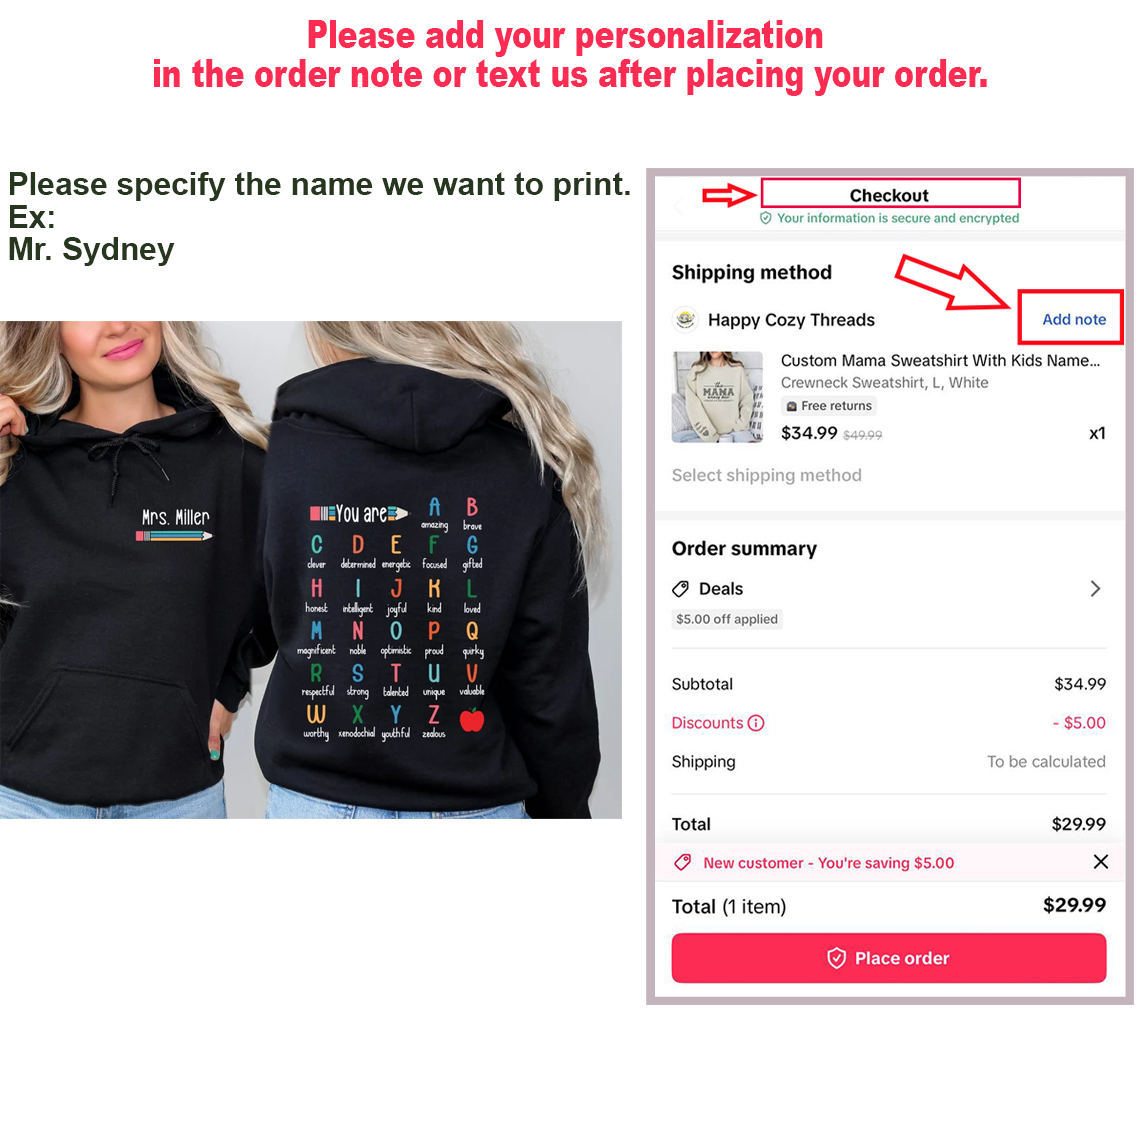 Please add your personalization
in the order note or text us after placing your order.
Please specify the name we want to print.
Ex:
Mr. Sydney
Mrs. Miller
You are
A
amazing
B
brave
C
clever
D
determined
E
energetic
F
focused
G
gifted
H
honest
I
intelligent
J
joyful
K
kind
L
loved
M
magnificent
N
noble
O
optimistic
P
proud
Q
quirky
R
respectful
S
strong
T
talented
U
unique
V
valuable
W
worthy
X
xenodochial
Y
youthful
Z
zealous
Checkout
Your information is secure and encrypted
Shipping method
Happy Cozy Threads
Add note
Custom Mama Sweatshirt With Kids Name...
Crewneck Sweatshirt, L, White
Free returns
$34.99 $49.99
x1
MAMA
Select shipping method
Order summary
Deals
$5.00 off applied
Subtotal
$34.99
Discounts
- $5.00
Shipping
To be calculated
Total
$29.99
New customer - You're saving $5.00
Total (1 item)
$29.99
Place order